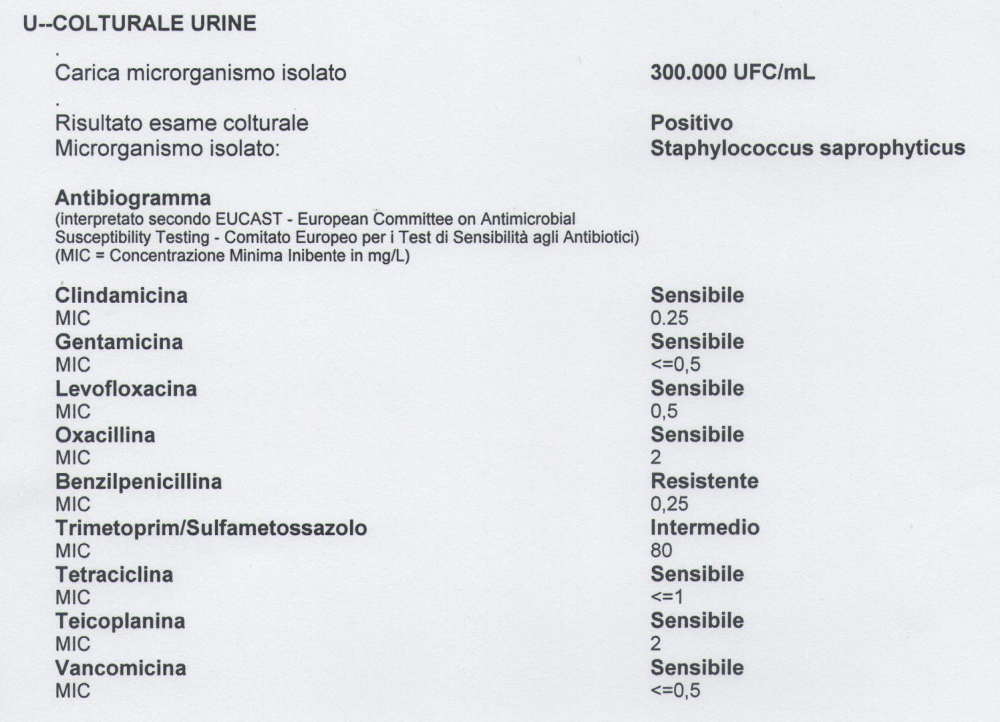 U--COLTURALE URINE
.
Carica microrganismo isolato 300.000 UFC/mL
.
Risultato esame colturale Positivo
Microrganismo isolato: Staphylococcus saprophyticus
Antibiogramma
(interpretato secondo EUCAST - European Committee on Antimicrobial
Susceptibility Testing - Comitato Europeo per i Test di Sensibilità agli Antibiotici)
(MIC = Concentrazione Minima Inibente in mg/L)
Clindamicina Sensibile
MIC 0.25
Gentamicina Sensibile
MIC <=0,5
Levofloxacina Sensibile
MIC 0,5
Oxacillina Sensibile
MIC 2
Benzilpenicillina Resistente
MIC 0,25
Trimetoprim/Sulfametossazolo Intermedio
MIC 80
Tetraciclina Sensibile
MIC <=1
Teicoplanina Sensibile
MIC 2
Vancomicina Sensibile
MIC <=0,5